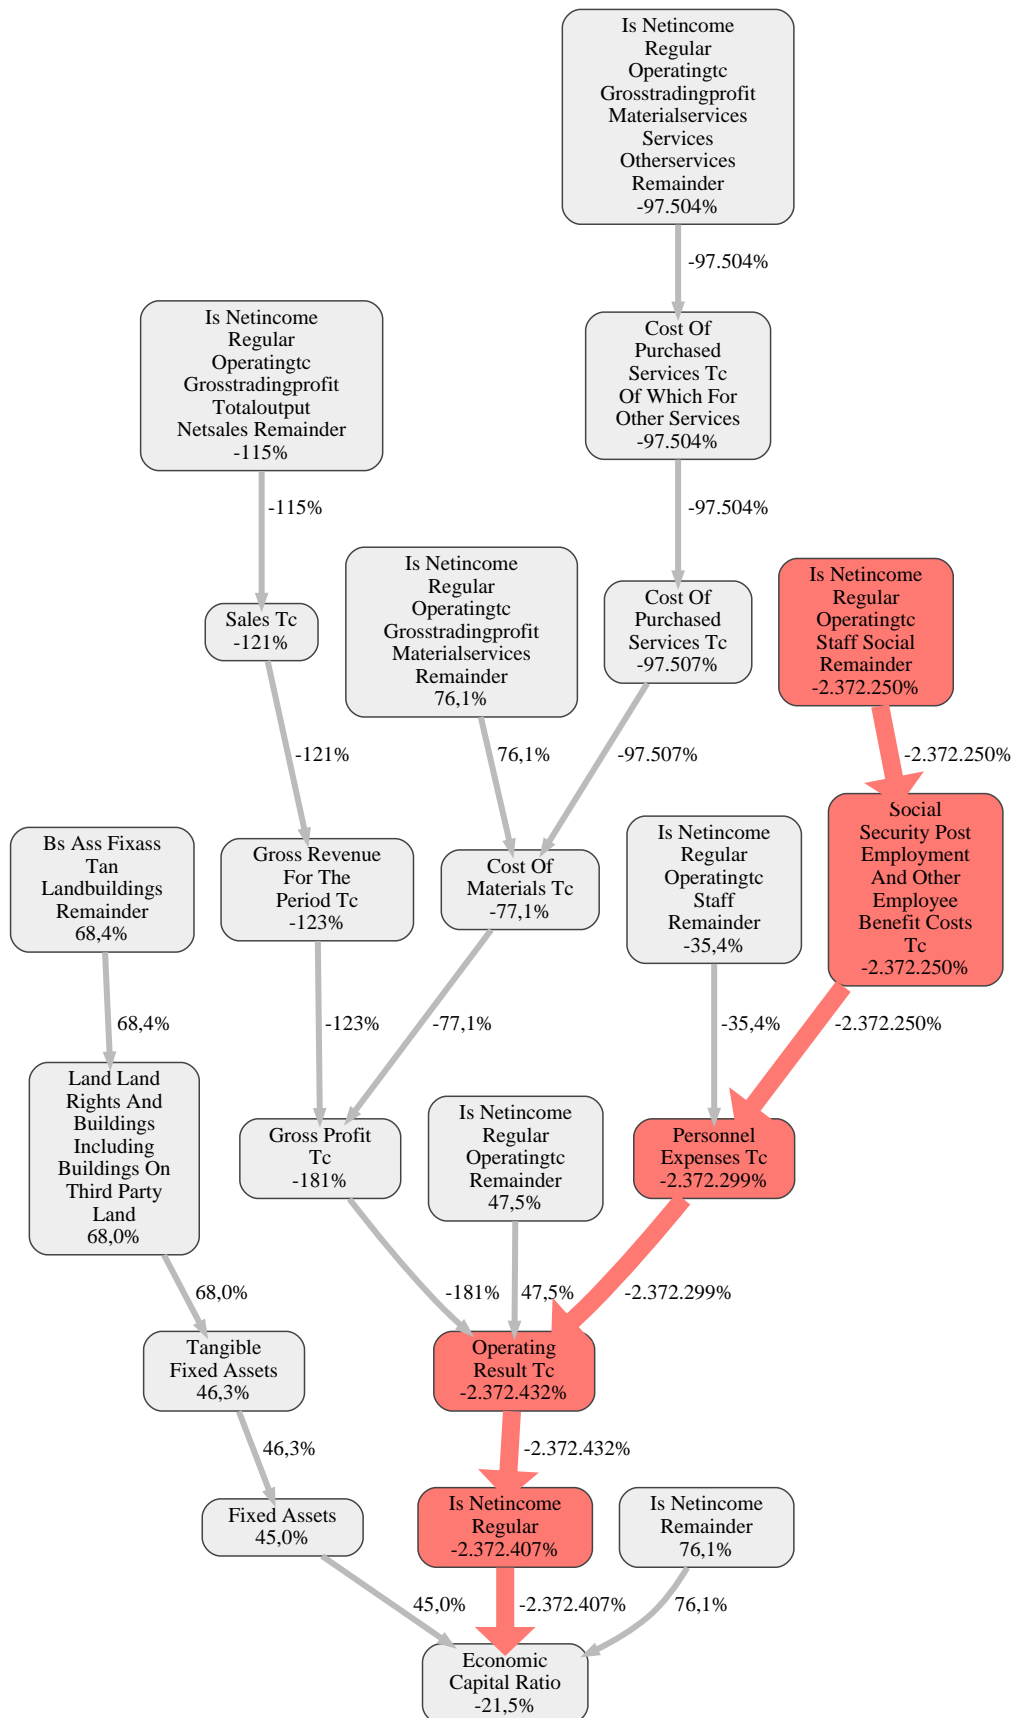 Is Netincome
Regular
Operatingtc
Grosstradingprofit
Materialservices
Services
Otherservices
Remainder
-97.504%
-97.504%
Is Netincome
Regular
Operatingtc
Grosstradingprofit
Totaloutput
Netsales Remainder
-115%
Cost Of
Purchased
Services Tc
Of Which For
Other Services
-97.504%
-115%
-97.504%
Is Netincome
Regular
Operatingtc
Grosstradingprofit
Materialservices
Remainder
76,1%
Is Netincome
Regular
Operatingtc
Staff Social
Remainder
-2.372.250%
Sales Tc
-121%
Cost Of
Purchased
Services Tc
-97.507%
-121%
76,1%
-97.507%
-2.372.250%
Bs Ass Fixass
Tan
Landbuildings
Remainder
68,4%
Gross Revenue
For The
Period Tc
-123%
Cost Of
Materials Tc
-77,1%
Is Netincome
Regular
Operatingtc
Staff
Remainder
-35,4%
Social
Security Post
Employment
And Other
Employee
Benefit Costs
Tc
-2.372.250%
68,4%
-123%
-77,1%
-35,4%
-2.372.250%
Land Land
Rights And
Buildings
Including
Buildings On
Third Party
Land
68,0%
Gross Profit
Tc
-181%
Is Netincome
Regular
Operatingtc
Remainder
47,5%
Personnel
Expenses Tc
-2.372.299%
68,0%
-181%
47,5%
-2.372.299%
Tangible
Fixed Assets
46,3%
Operating
Result Tc
-2.372.432%
46,3%
-2.372.432%
Fixed Assets
45,0%
Is Netincome
Regular
-2.372.407%
Is Netincome
Remainder
76,1%
45,0%
-2.372.407%
76,1%
Economic
Capital Ratio
-21,5%